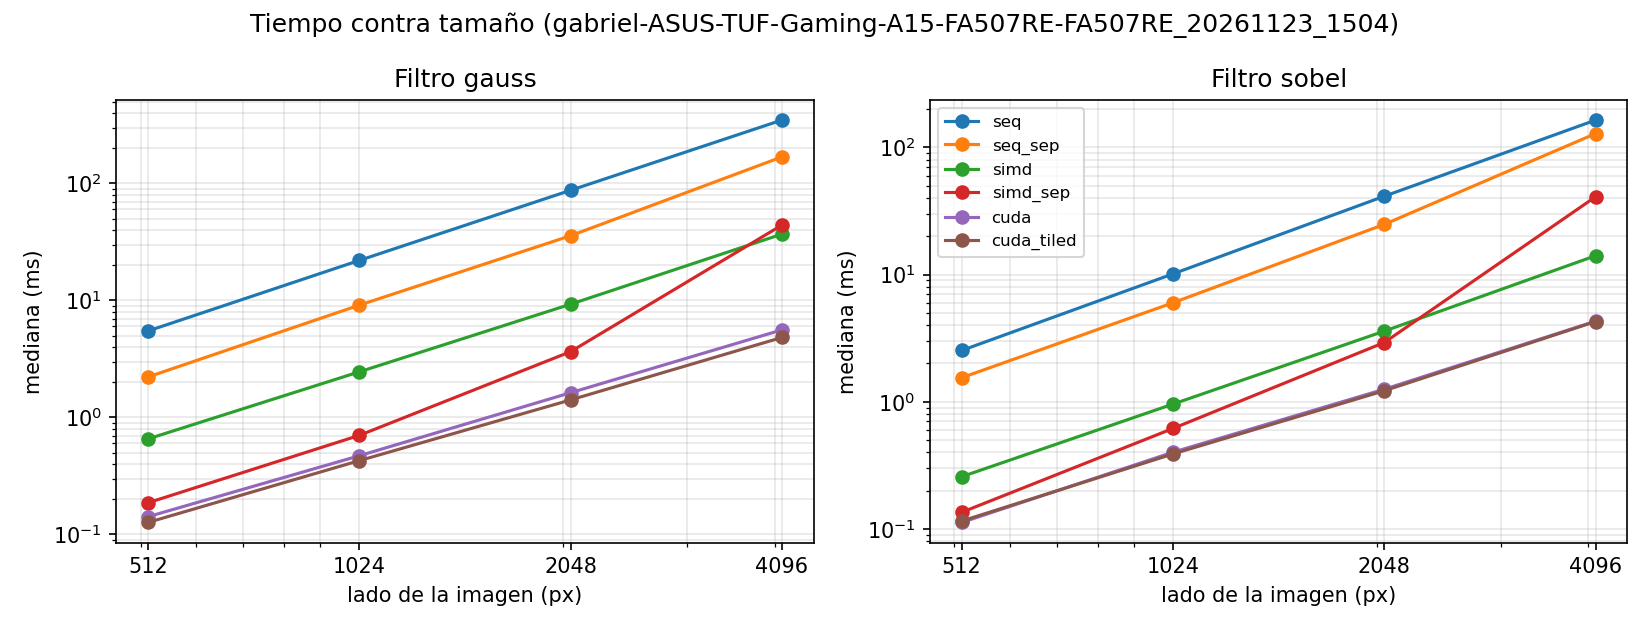 Tiempo contra tamaño (gabriel-ASUS-TUF-Gaming-A15-FA507RE-FA507RE_20261123_1504)
Filtro gauss
mediana (ms)
10²
10¹
10⁰
10⁻¹
512 1024 2048 4096
lado de la imagen (px)
Filtro sobel
mediana (ms)
10²
10¹
10⁰
10⁻¹
seq
seq_sep
simd
simd_sep
cuda
cuda_tiled
512 1024 2048 4096
lado de la imagen (px)